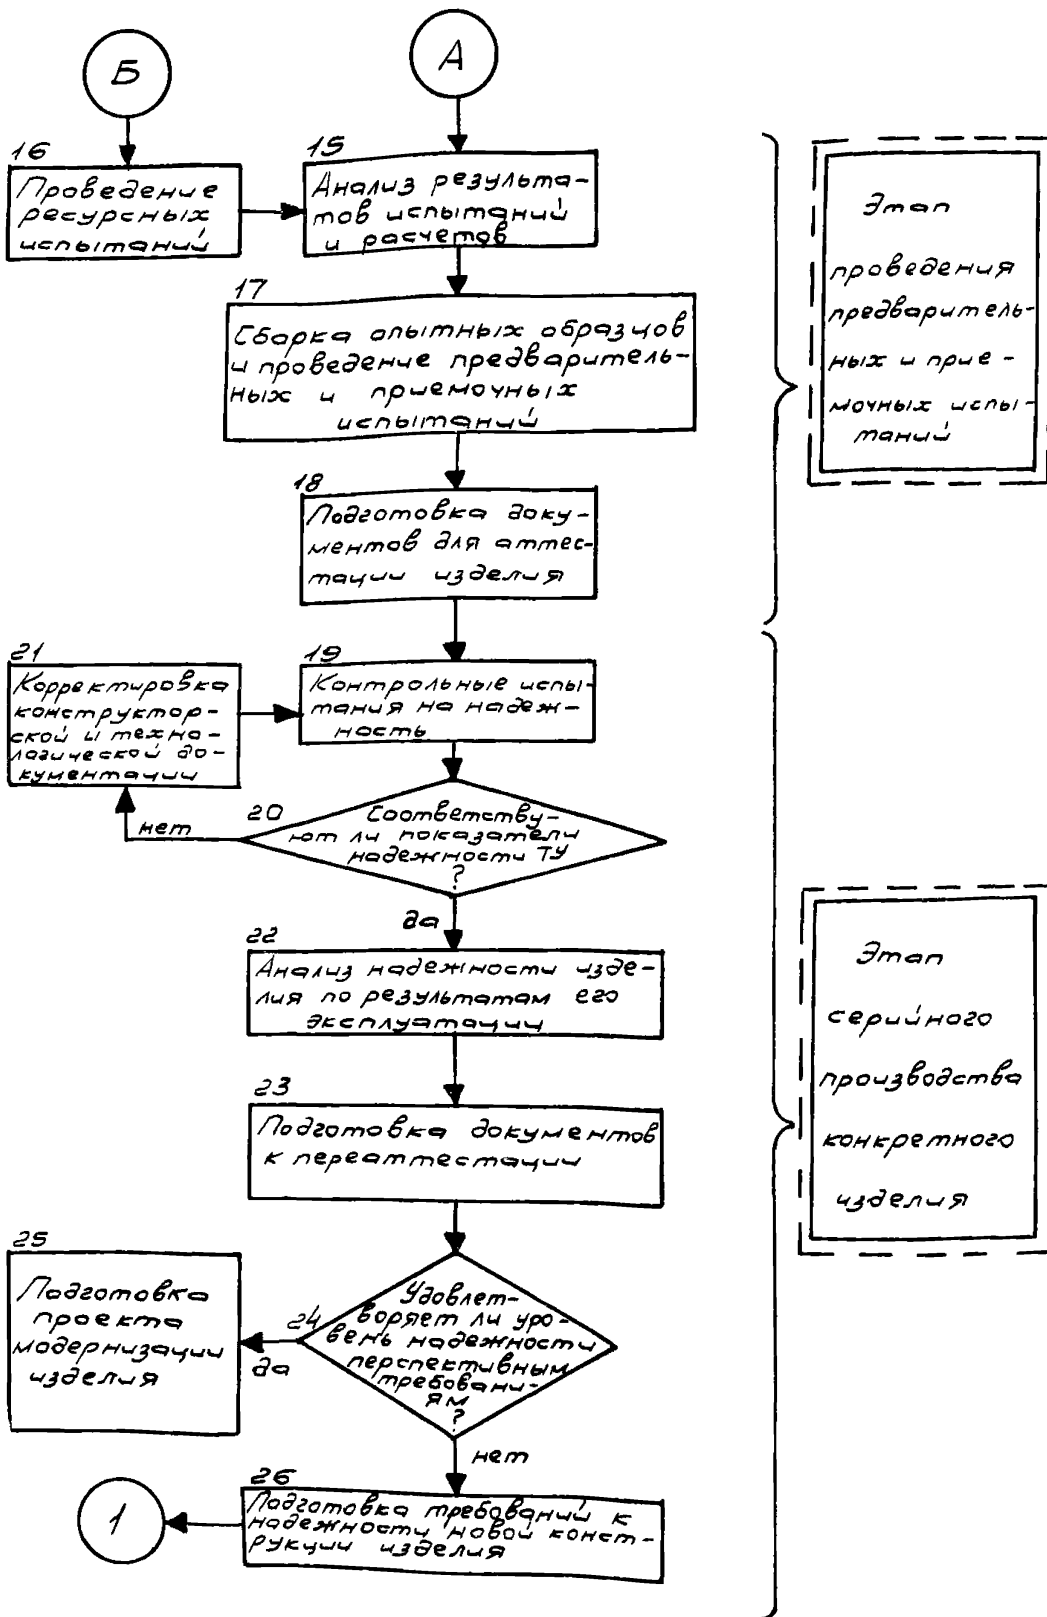 Б
А
16
Проведение
ресурсных
испытаний
15
Анализ результа-
тов испытаний
и расчетов
17
Сборка опытных образцов
и проведение предваритель-
ных и приемочных
испытаний
18
Подготовка доку-
ментов для аттес-
тации изделия
Этап
проведения
предваритель-
ных и прие-
мочных испы-
таний
21
Корректировка
конструктор-
ской и техно-
логической до-
кументации
19
Контрольные испы-
тания на надеж-
ность
20
Соответству-
ют ли показатели
надежности ТУ
?
нет
да
22
Анализ надежности изде-
лия по результатам его
эксплуатации
23
Подготовка документов
к переаттестации
24
Удовлет-
воряет ли уро-
вень надежности
перспективным
требовани-
ям
?
да
нет
25
Подготовка
проекта
модернизации
изделия
26
Подготовка требований к
надежности новой конст-
рукции изделия
1
Этап
серийного
производства
конкретного
изделия